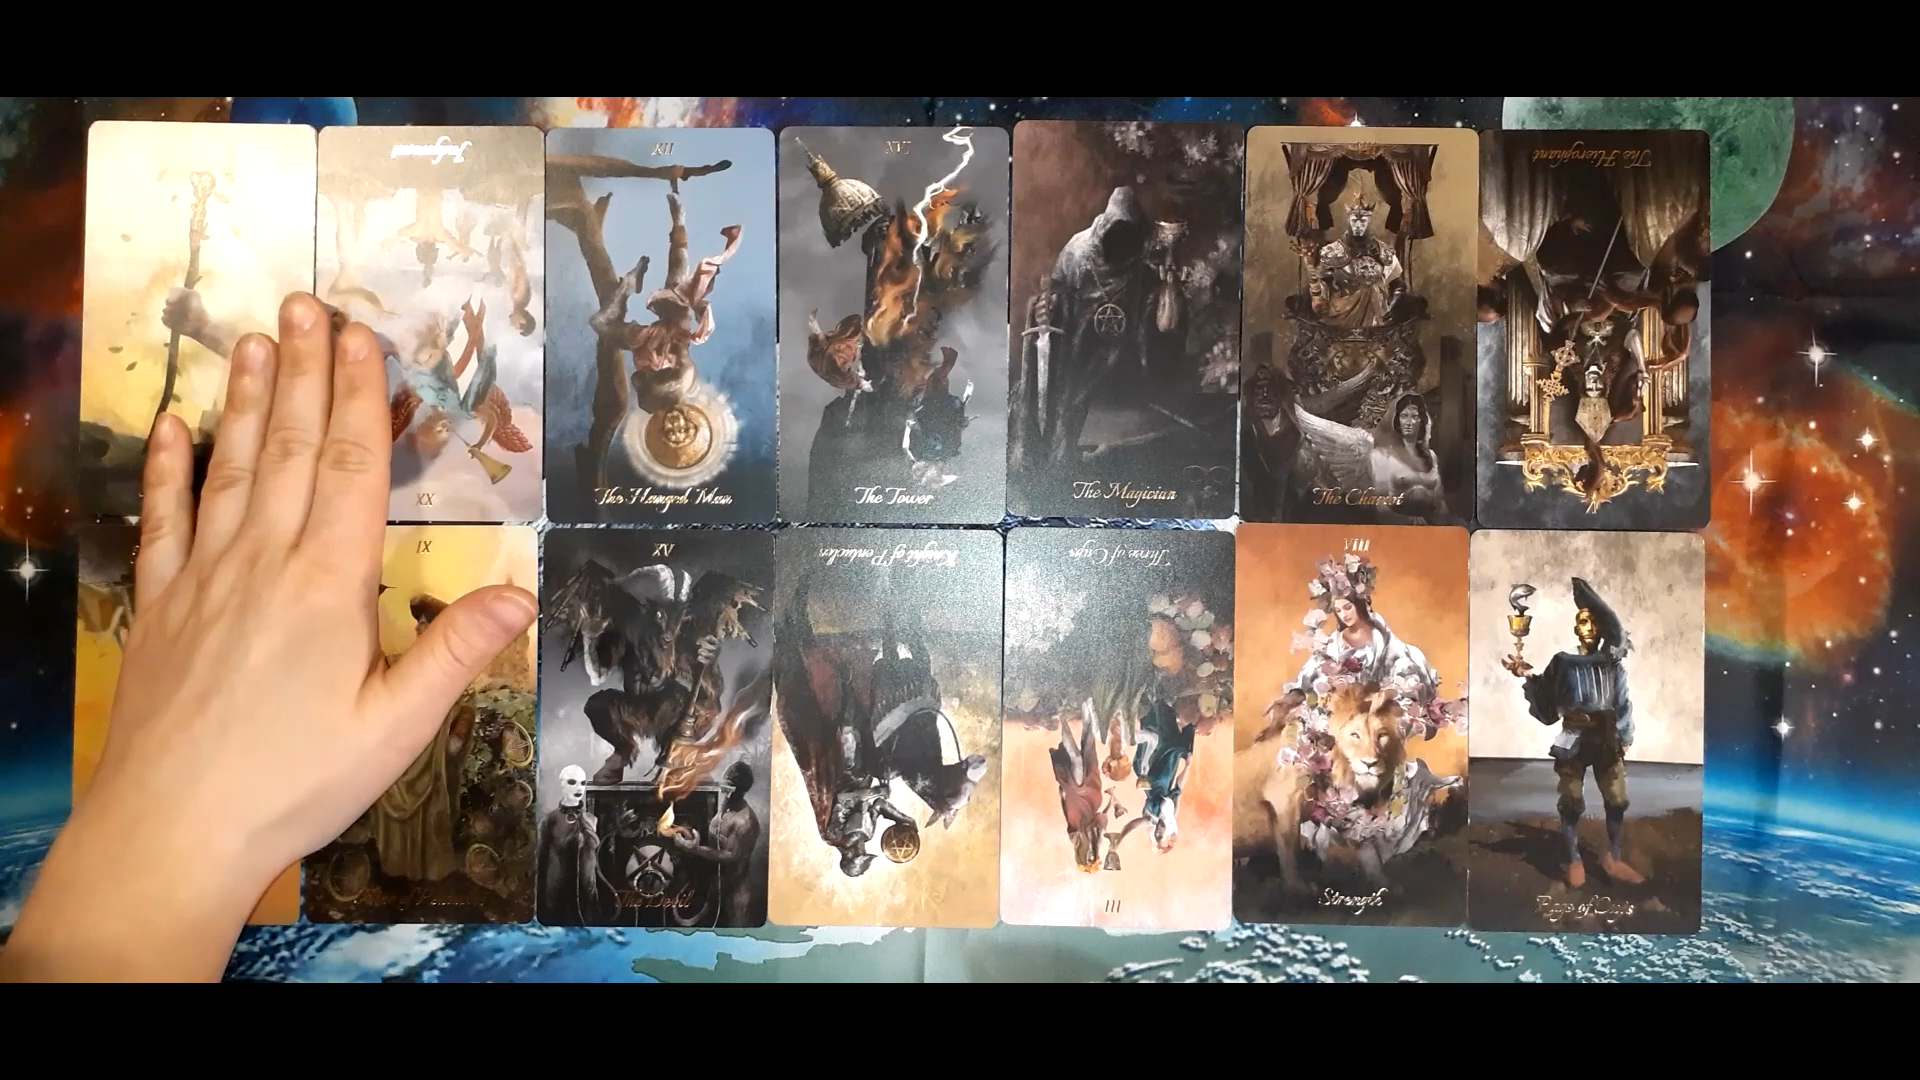 Judgement
XII
XVI
The Hierophant
XX
The Hanged Man
The Tower
The Magician
The Chariot
IX
XV
Knight of Pentacles
Three of Cups
VIII
The Devil
III
Strength
Page of Cups